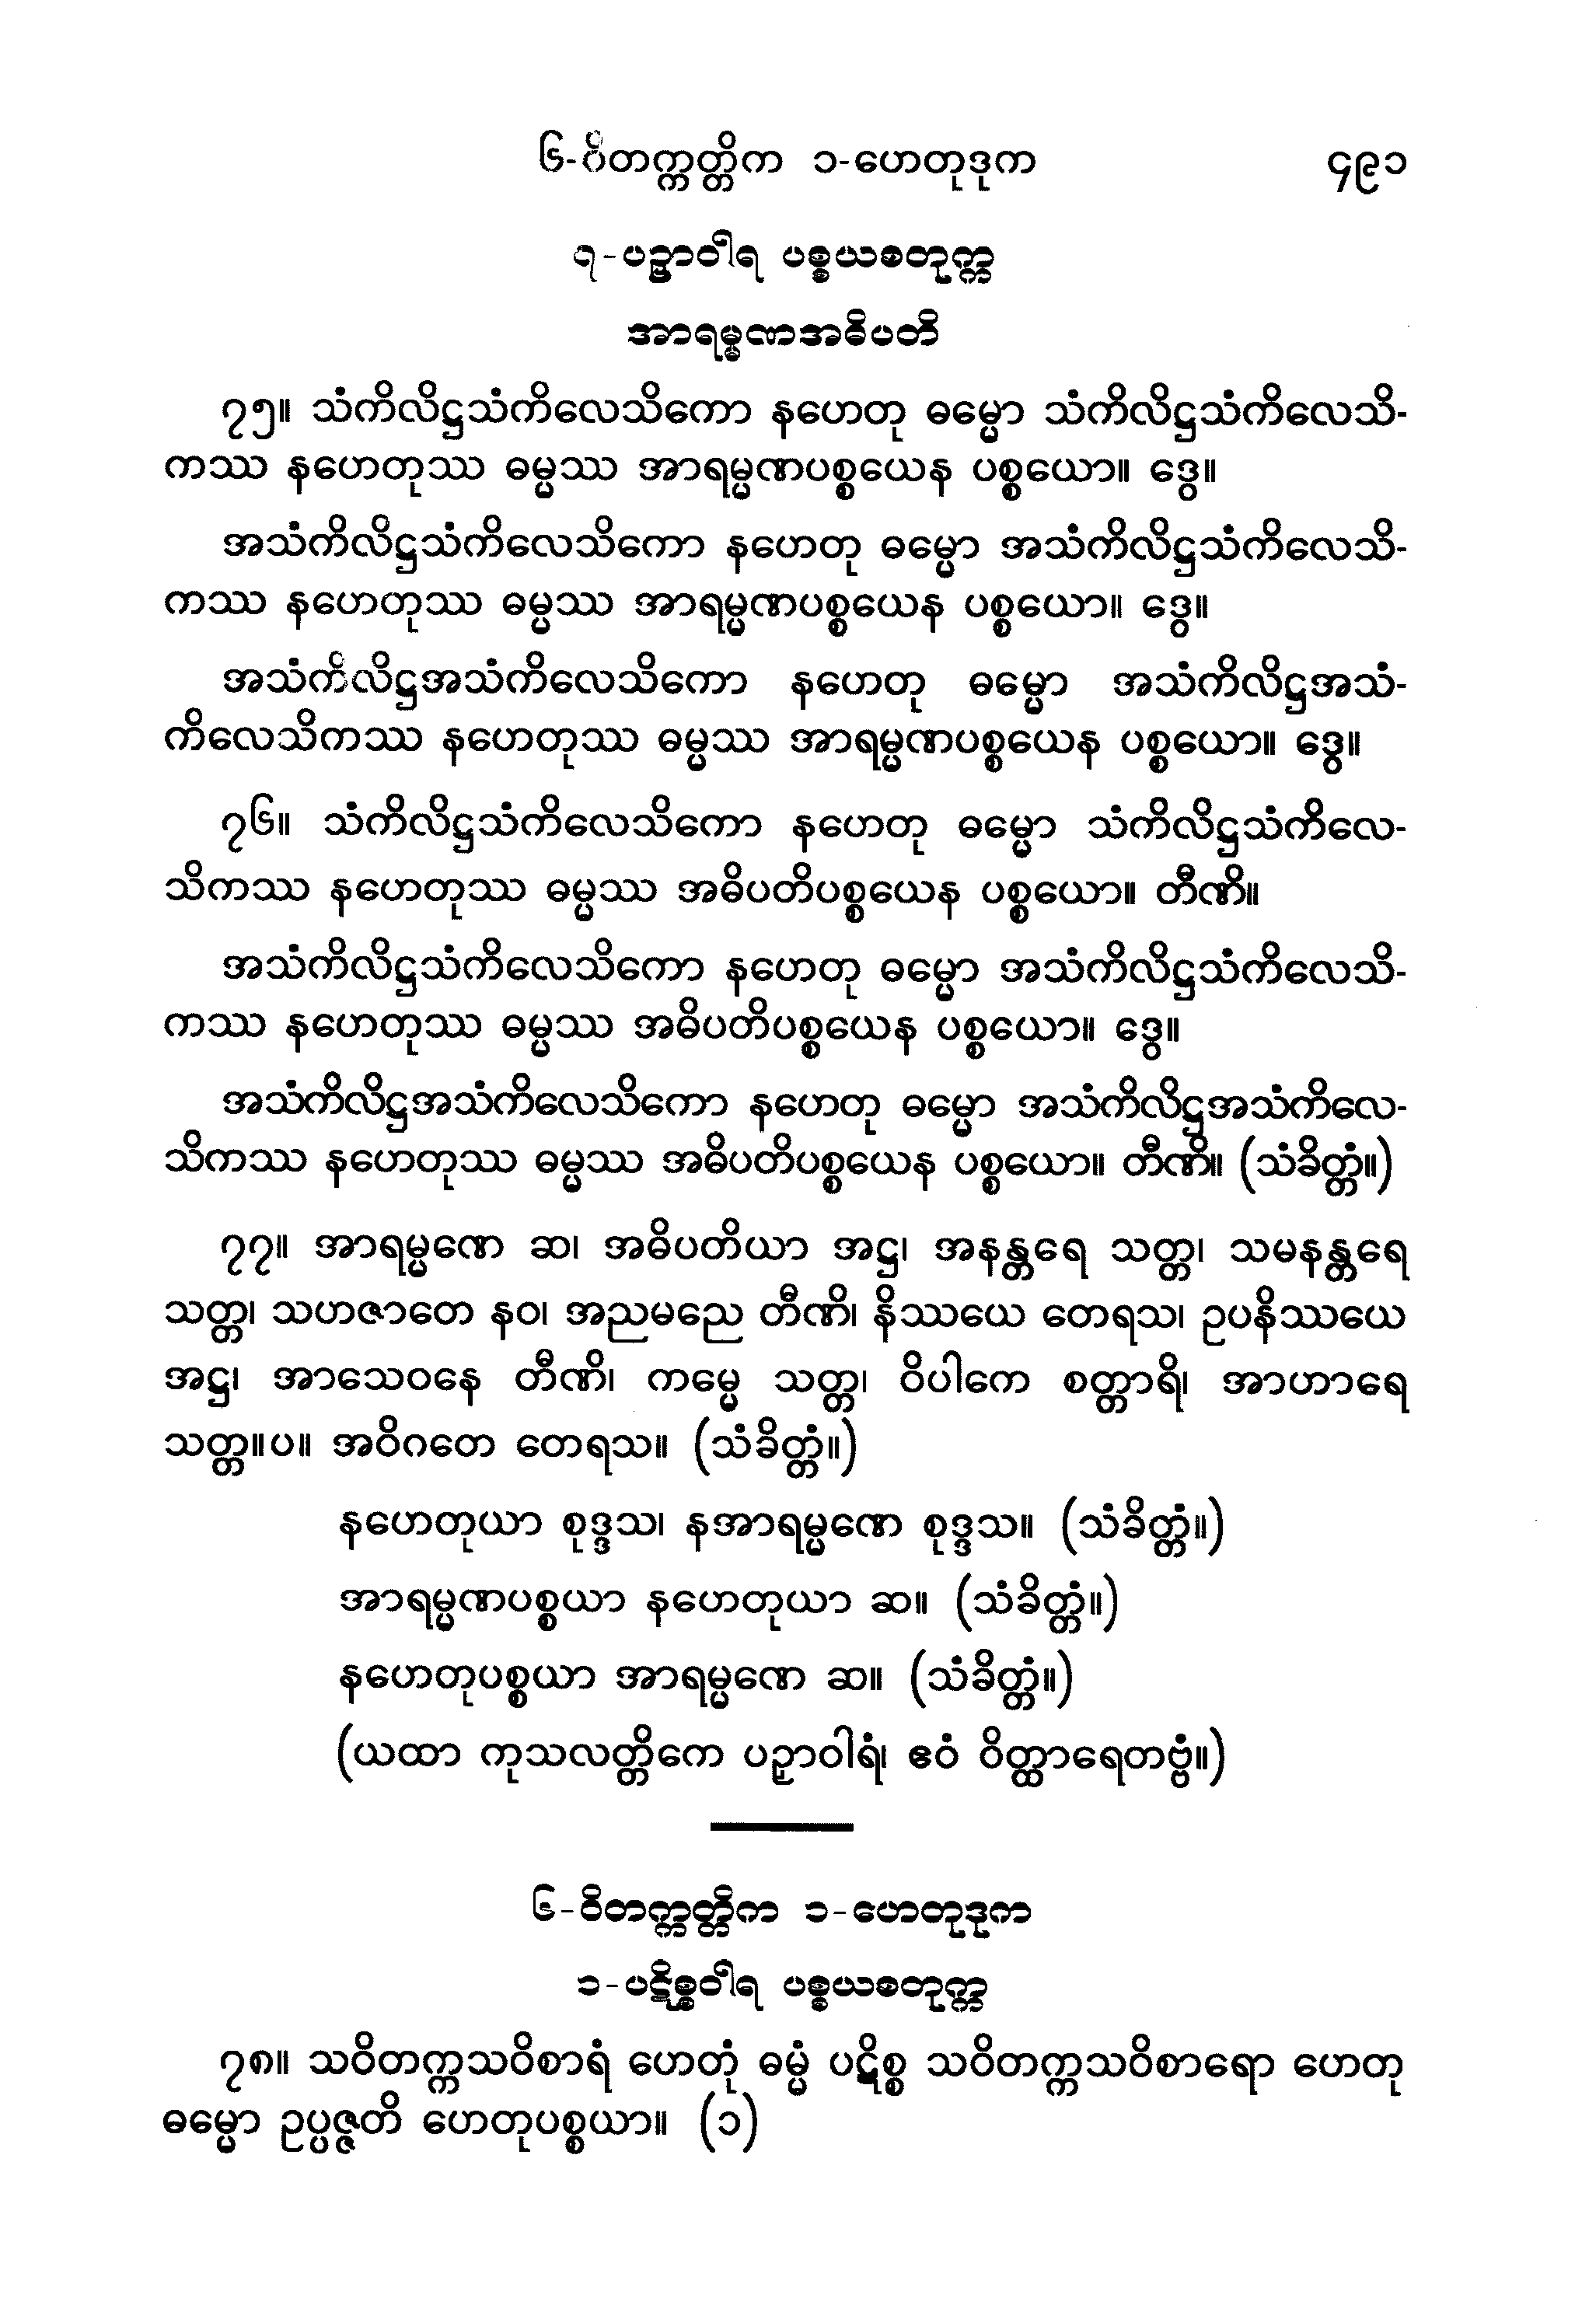 ၆-ဝိတက္ကတ္တိက ၁-ဟေတုဒုက ၄၉၁
၇-ပဉှာဝါရ ပစ္စယစတုက္က
အာရမ္မဏအဓိပတိ
၇၅။ သံကိလိဋ္ဌသံကိလေသိကော နဟေတု ဓမ္မော သံကိလိဋ္ဌသံကိလေသိ-
ကဿ နဟေတုဿ ဓမ္မဿ အာရမ္မဏပစ္စယေန ပစ္စယော။ ဒွေ။
အသံကိလိဋ္ဌသံကိလေသိကော နဟေတု ဓမ္မော အသံကိလိဋ္ဌသံကိလေသိ-
ကဿ နဟေတုဿ ဓမ္မဿ အာရမ္မဏပစ္စယေန ပစ္စယော။ ဒွေ။
အသံကိလိဋ္ဌအသံကိလေသိကော နဟေတု ဓမ္မော အသံကိလိဋ္ဌအသံ-
ကိလေသိကဿ နဟေတုဿ ဓမ္မဿ အာရမ္မဏပစ္စယေန ပစ္စယော။ ဒွေ။
၇၆။ သံကိလိဋ္ဌသံကိလေသိကော နဟေတု ဓမ္မော သံကိလိဋ္ဌသံကိလေ-
သိကဿ နဟေတုဿ ဓမ္မဿ အဓိပတိပစ္စယေန ပစ္စယော။ တီဏိ။
အသံကိလိဋ္ဌသံကိလေသိကော နဟေတု ဓမ္မော အသံကိလိဋ္ဌသံကိလေသိ-
ကဿ နဟေတုဿ ဓမ္မဿ အဓိပတိပစ္စယေန ပစ္စယော။ ဒွေ။
အသံကိလိဋ္ဌအသံကိလေသိကော နဟေတု ဓမ္မော အသံကိလိဋ္ဌအသံကိလေ-
သိကဿ နဟေတုဿ ဓမ္မဿ အဓိပတိပစ္စယေန ပစ္စယော။ တီဏိ။ (သံခိတ္တံ။)
၇၇။ အာရမ္မဏေ ဆ၊ အဓိပတိယာ အဋ္ဌ၊ အနန္တရေ သတ္တ၊ သမနန္တရေ
သတ္တ၊ သဟဇာတေ နဝ၊ အညမညေ တီဏိ၊ နိဿယေ တေရသ၊ ဥပနိဿယေ
အဋ္ဌ၊ အာသေဝနေ တီဏိ၊ ကမ္မေ သတ္တ၊ ဝိပါကေ စတ္တာရိ၊ အာဟာရေ
သတ္တ။ပ။ အဝိဂတေ တေရသ။ (သံခိတ္တံ။)
နဟေတုယာ စုဒ္ဒသ၊ နအာရမ္မဏေ စုဒ္ဒသ။ (သံခိတ္တံ။)
အာရမ္မဏပစ္စယာ နဟေတုယာ ဆ။ (သံခိတ္တံ။)
နဟေတုပစ္စယာ အာရမ္မဏေ ဆ။ (သံခိတ္တံ။)
(ယထာ ကုသလတ္တိကေ ပဉှာဝါရံ၊ ဧဝံ ဝိတ္ထာရေတဗ္ဗံ။)
၆-ဝိတက္ကတ္တိက ၁-ဟေတုဒုက
၁-ပဋိစ္စဝါရ ပစ္စယစတုက္က
၇၈။ သဝိတက္ကသဝိစာရံ ဟေတုံ ဓမ္မံ ပဋိစ္စ သဝိတက္ကသဝိစာရော ဟေတု
ဓမ္မော ဥပ္ပဇ္ဇတိ ဟေတုပစ္စယာ။ (၁)